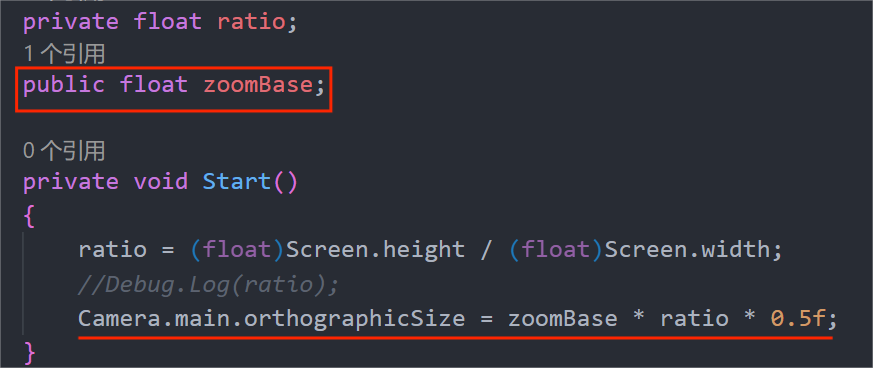 private float ratio;
1 个引用
public float zoomBase;
0 个引用
private void Start()
{
ratio = (float)Screen.height / (float)Screen.width;
//Debug.Log(ratio);
Camera.main.orthographicSize = zoomBase * ratio * 0.5f;
}